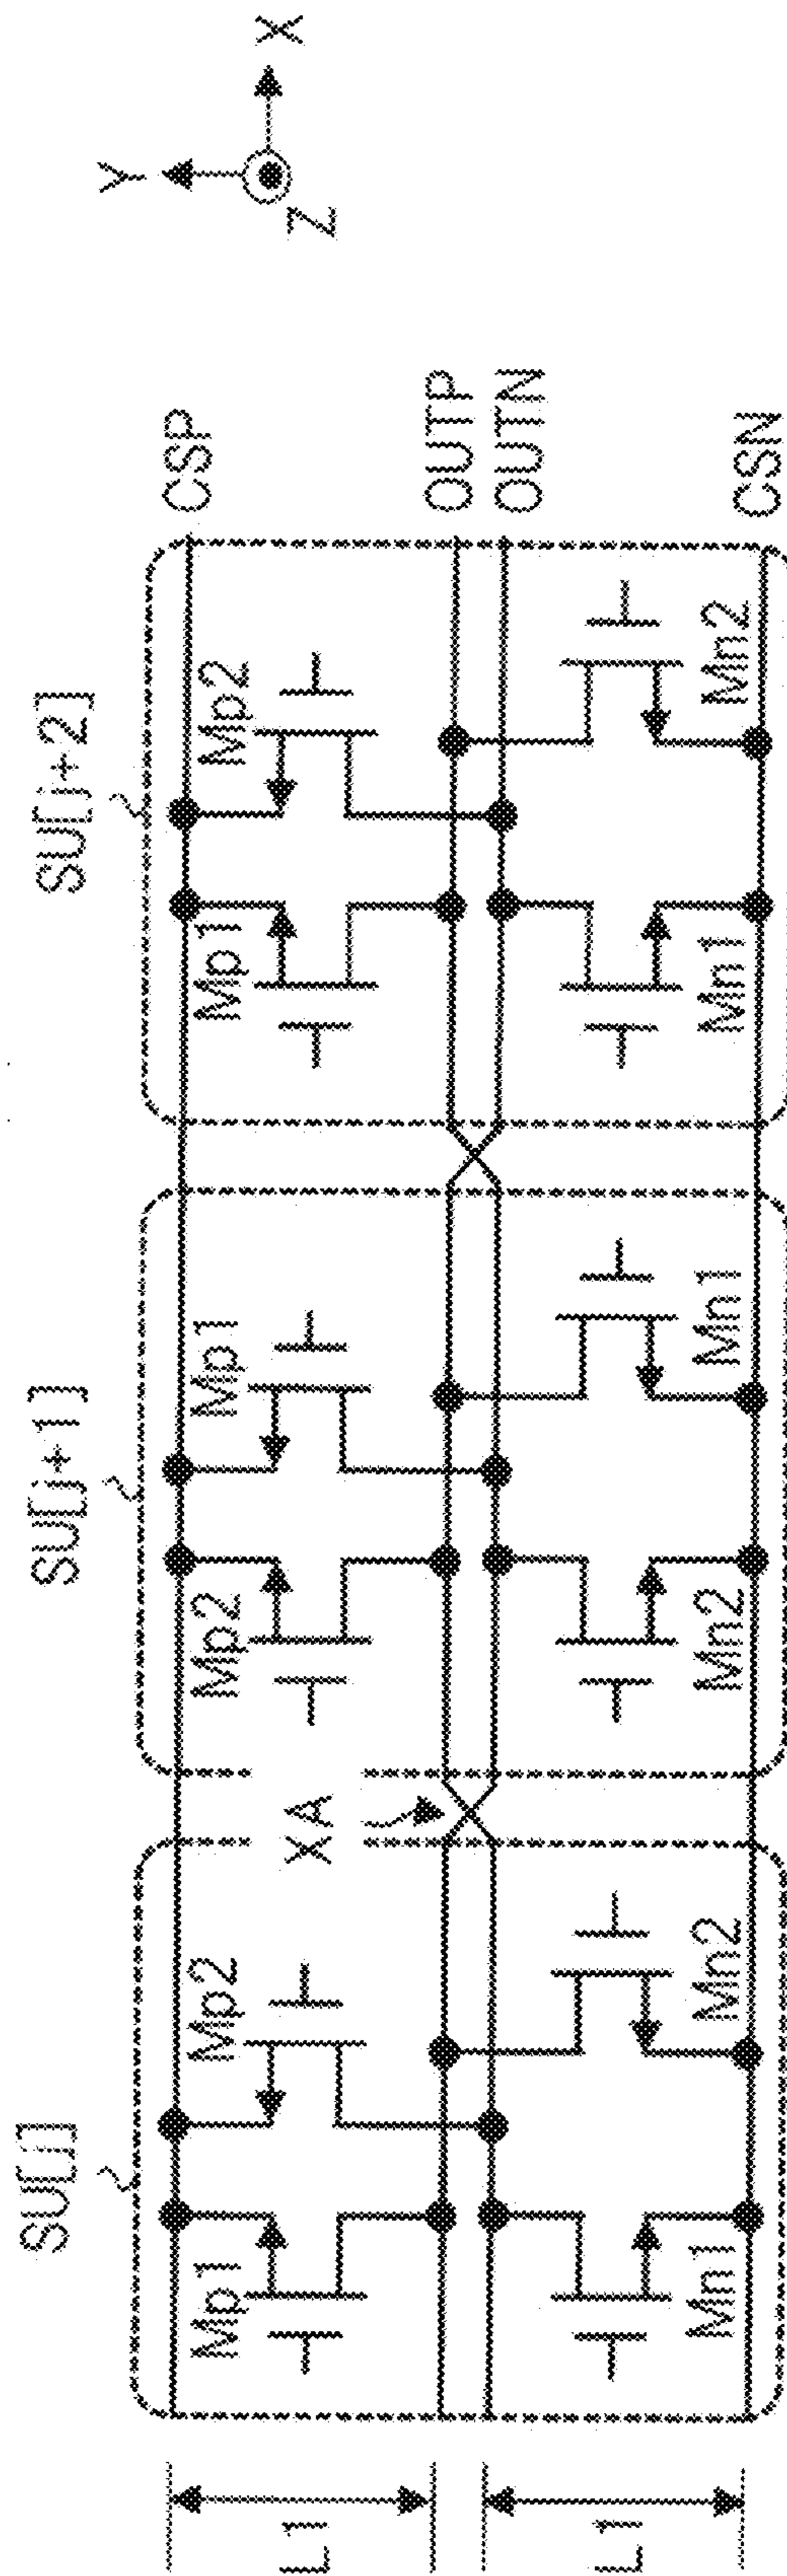 SU[j]
SU[j+1]
SU[j+2]
Y
X
Z
CSP
Mp1
Mp2
Mp2
Mp1
Mp1
Mp2
L1
XA
OUTP
OUTN
L1
Mn1
Mn2
Mn2
Mn1
Mn1
Mn2
CSN